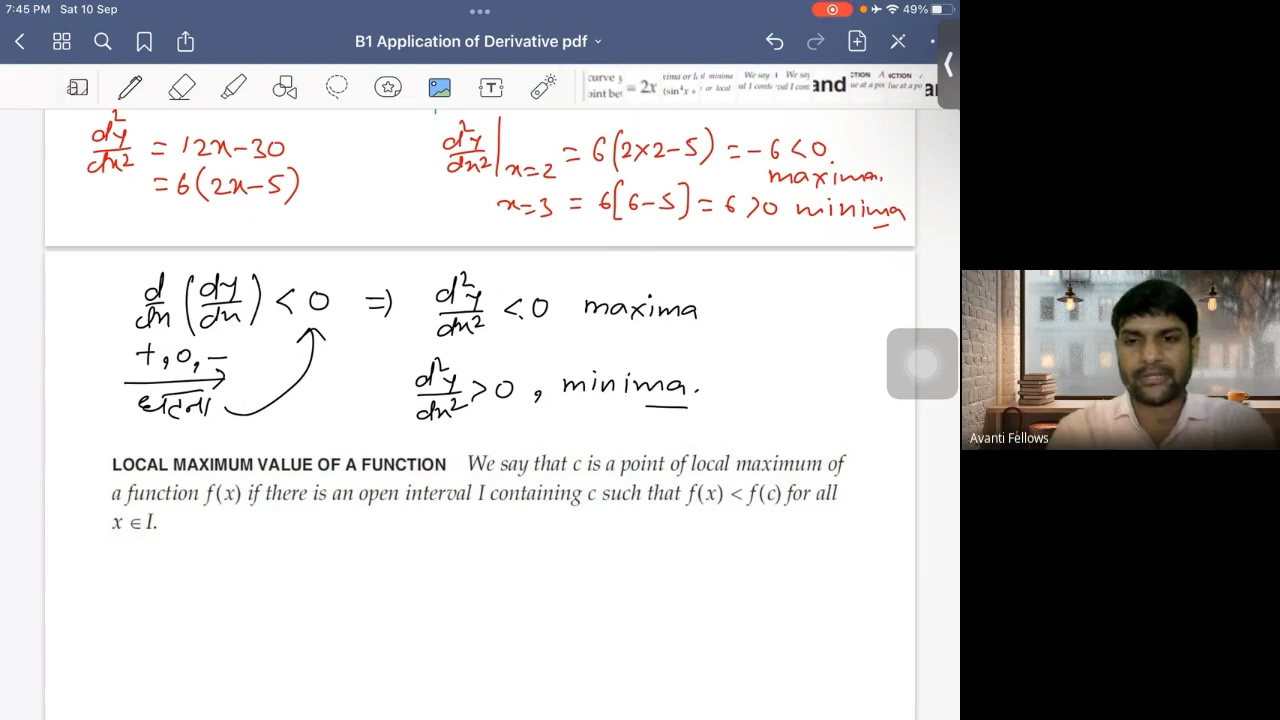 7:45 PM Sat 10 Sep
49%
B1 Application of Derivative pdf
d²y/dx² = 12x-30
= 6(2x-5)
d²y/dx² |x=2 = 6(2×2-5) = -6 < 0.
maxima.
x=3 = 6[6-5] = 6 > 0 minima
d/dx (dy/dx) < 0 ⇒ d²y/dx² < 0 maxima
+, 0, -
घटता
d²y/dx² > 0 , minima.
LOCAL MAXIMUM VALUE OF A FUNCTION We say that c is a point of local maximum of
a function f(x) if there is an open interval I containing c such that f(x) < f(c) for all
x ∈ I.
Avanti Fellows